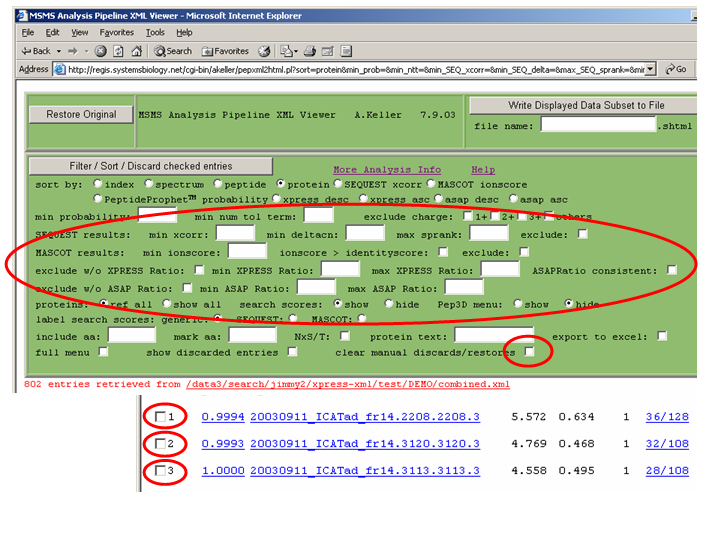 MSMS Analysis Pipeline XML Viewer - Microsoft Internet Explorer
File Edit View Favorites Tools Help
Back Search Favorites
Address http://regis.systemsbiology.net/cgi-bin/akeller/pepxml2html.pl?sort=protein&min_prob=&min_ntt=&min_SEQ_xcorr=&min_SEQ_delta=&max_SEQ_sprank=&mir Go
Restore Original MSMS Analysis Pipeline XML Viewer A.Keller 7.9.03 Write Displayed Data Subset to File
file name: .shtml
Filter / Sort / Discard checked entries More Analysis Info Help
sort by: index spectrum peptide protein SEQUEST xcorr MASCOT ionscore
PeptideProphet™ probability xpress desc xpress asc asap desc asap asc
min probability: min num tol term: exclude charge: 1+ 2+ 3+ others
SEQUEST results: min xcorr: min deltacn: max sprank: exclude:
MASCOT results: min ionscore: ionscore > identityscore: exclude:
exclude w/o XPRESS Ratio: min XPRESS Ratio: max XPRESS Ratio: ASAPRatio consistent:
exclude w/o ASAP Ratio: min ASAP Ratio: max ASAP Ratio:
proteins: ref all show all search scores: show hide Pep3D menu: show hide
label search scores: generic: SEQUEST: MASCOT:
include aa: mark aa: NxS/T: protein text: export to excel:
full menu show discarded entries clear manual discards/restores
802 entries retrieved from /data3/search/jimmy2/xpress-xml/test/DEMO/combined.xml
1 0.9994 20030911_ICATad_fr14.2208.2208.3 5.572 0.634 1 36/128
2 0.9993 20030911_ICATad_fr14.3120.3120.3 4.769 0.468 1 32/108
3 1.0000 20030911_ICATad_fr14.3113.3113.3 4.558 0.495 1 28/108